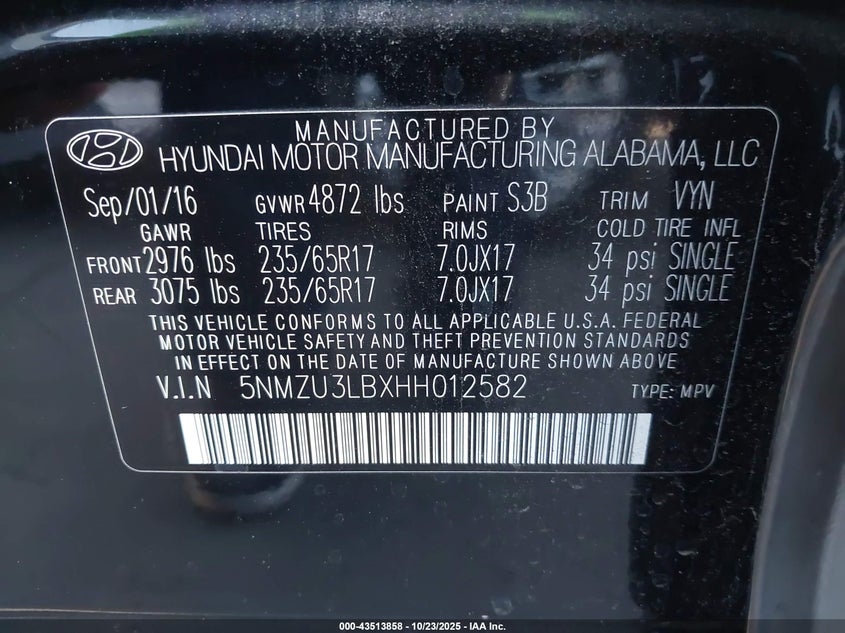 MANUFACTURED BY
HYUNDAI MOTOR MANUFACTURING ALABAMA, LLC
Sep/01/16 GVWR 4872 lbs PAINT S3B TRIM VYN
GAWR TIRES RIMS COLD TIRE INFL
FRONT 2976 lbs 235/65R17 7.0JX17 34 psi SINGLE
REAR 3075 lbs 235/65R17 7.0JX17 34 psi SINGLE
THIS VEHICLE CONFORMS TO ALL APPLICABLE U.S.A. FEDERAL
MOTOR VEHICLE SAFETY AND THEFT PREVENTION STANDARDS
IN EFFECT ON THE DATE OF MANUFACTURE SHOWN ABOVE
V.I.N 5NMZU3LBXHH012582 TYPE: MPV
000-43513858 - 10/23/2025 - IAA Inc.